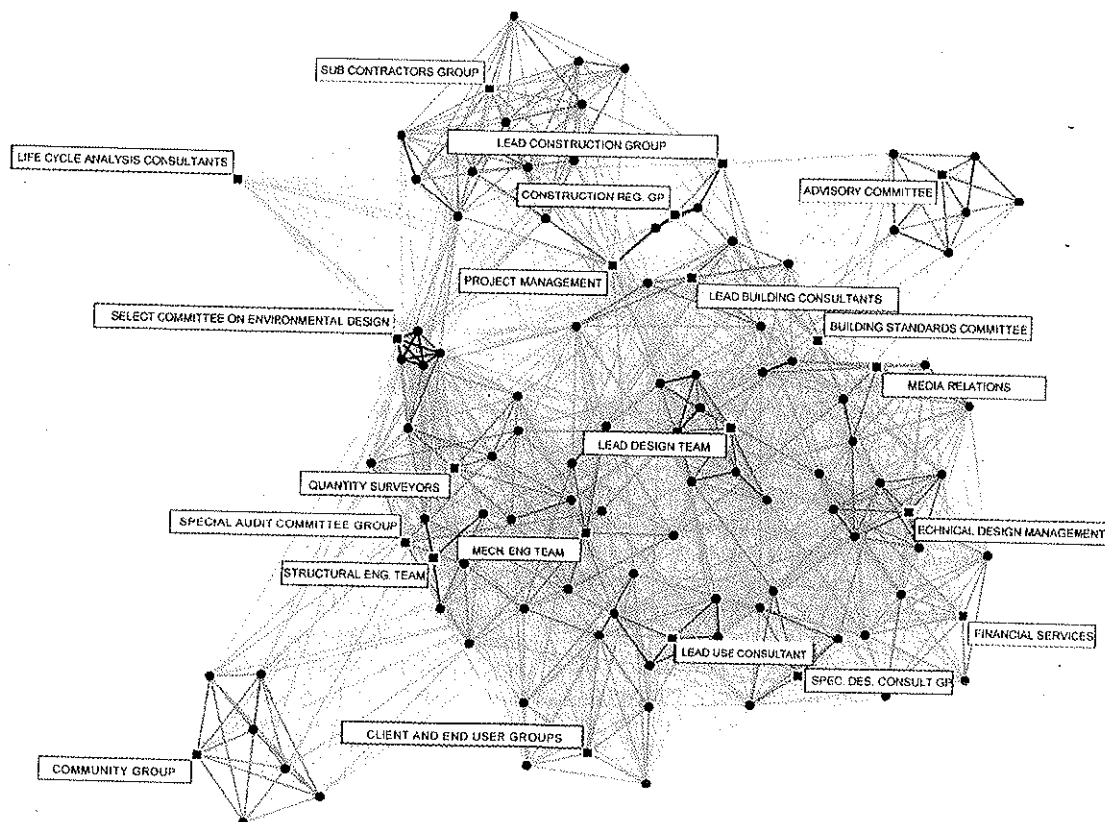 SUB CONTRACTORS GROUP
LEAD CONSTRUCTION GROUP
LIFE CYCLE ANALYSIS CONSULTANTS
ADVISORY COMMITTEE
CONSTRUCTION REG. GP
PROJECT MANAGEMENT
LEAD BUILDING CONSULTANTS
SELECT COMMITTEE ON ENVIRONMENTAL DESIGN
BUILDING STANDARDS COMMITTEE
MEDIA RELATIONS
LEAD DESIGN TEAM
QUANTITY SURVEYORS
SPECIAL AUDIT COMMITTEE GROUP
MECH. ENG TEAM
ECHNICAL DESIGN MANAGEMENT
STRUCTURAL ENG. TEAM
FINANCIAL SERVICES
LEAD USE CONSULTANT
SPEC. DES. CONSULT GP
CLIENT AND END USER GROUPS
COMMUNITY GROUP